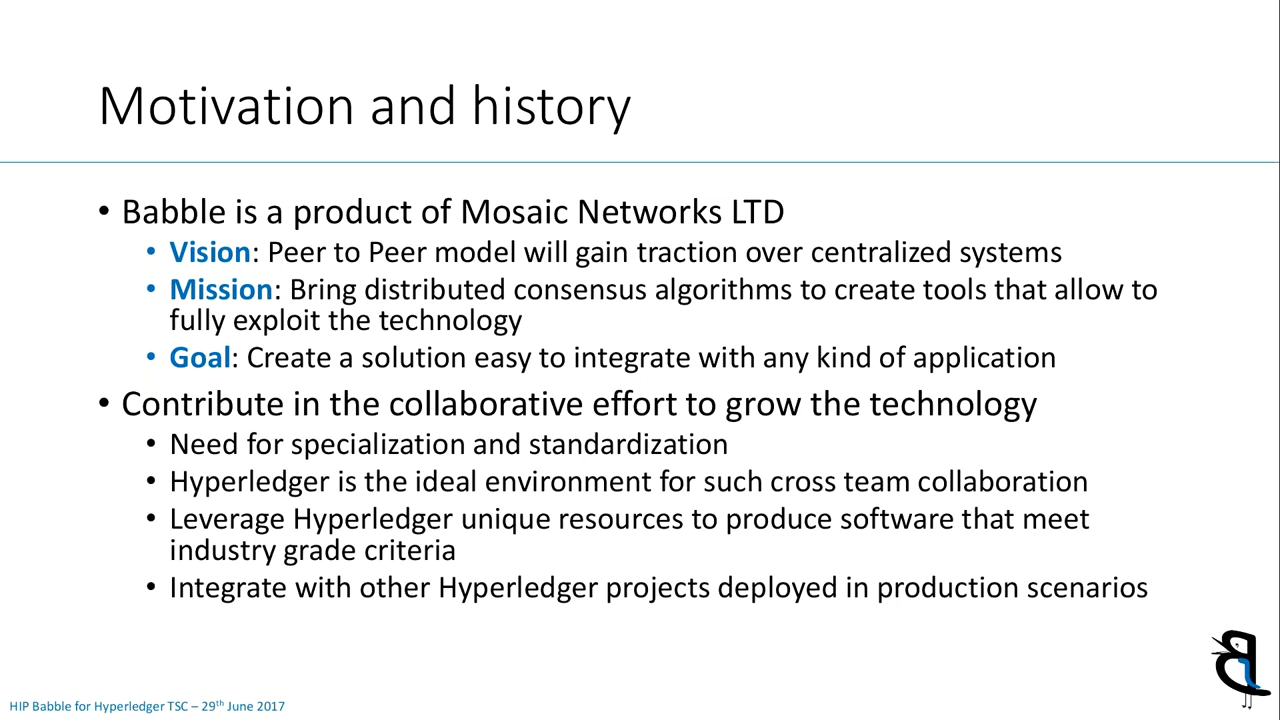 Motivation and history
• Babble is a product of Mosaic Networks LTD
• Vision: Peer to Peer model will gain traction over centralized systems
• Mission: Bring distributed consensus algorithms to create tools that allow to
fully exploit the technology
• Goal: Create a solution easy to integrate with any kind of application
• Contribute in the collaborative effort to grow the technology
• Need for specialization and standardization
• Hyperledger is the ideal environment for such cross team collaboration
• Leverage Hyperledger unique resources to produce software that meet
industry grade criteria
• Integrate with other Hyperledger projects deployed in production scenarios
HIP Babble for Hyperledger TSC – 29th June 2017